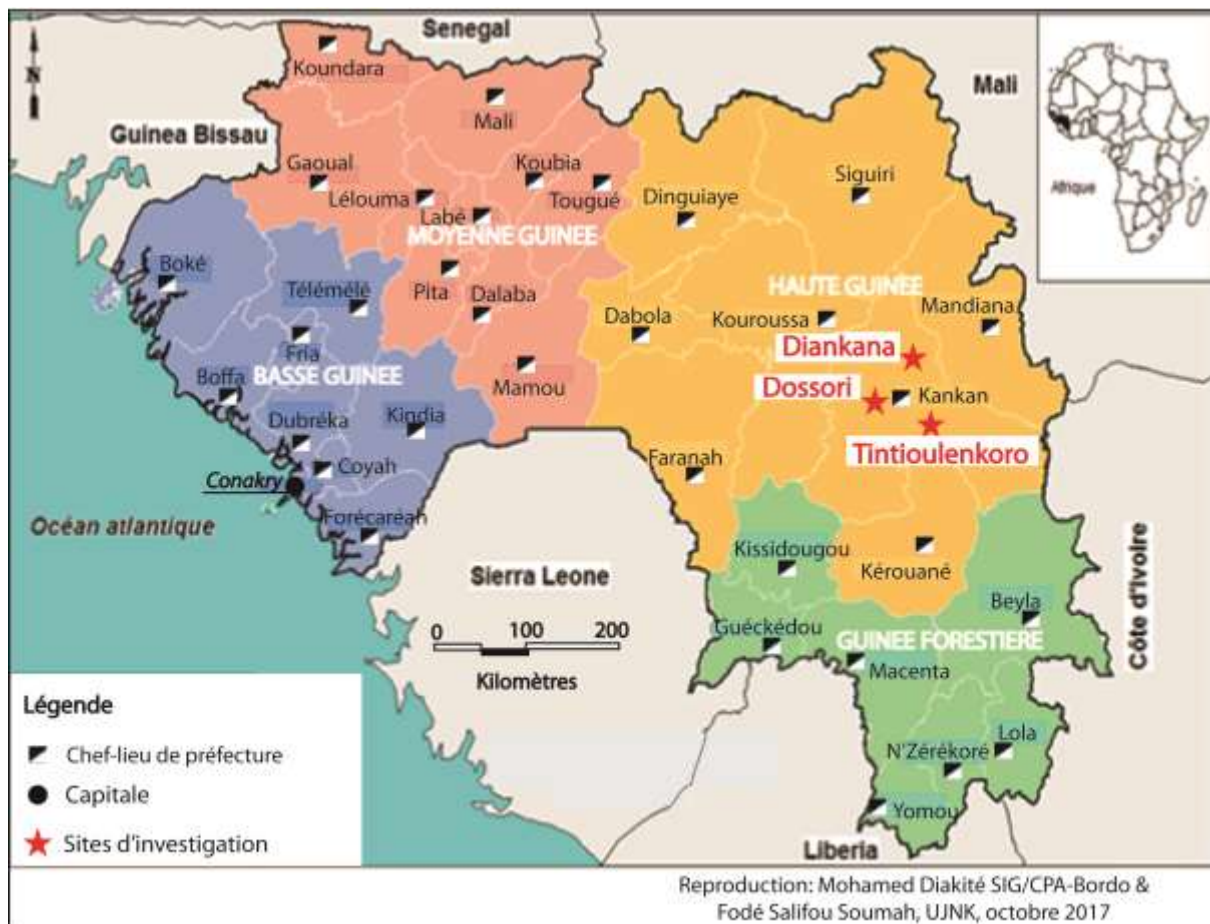 Senegal
N
Koundara
Mali
Mali
Guinea Bissau
Gaoual
Koubia
Siguiri
Lélouma
Tougué
Dinguiaye
Afrique
Labé
MOYENNE GUINEE
Boké
Pita
Dalaba
Télémélé
HAUTE GUINEE
Mandiana
Dabola
Kouroussa
Fria
Diankana
Boffa
BASSE GUINEE
Mamou
Dossori
Kankan
Dubréka
Kindia
Tintioulenkoro
Coyah
Faranah
Conakry
Océan atlantique
Forécaréah
Kissidougou
Sierra Leone
Kérouané
Beyla
Côte d'Ivoire
0 100 200
Kilomètres
Guéckédou
GUINEE FORESTIERE
Macenta
Légende
Chef-lieu de préfecture
Capitale
Sites d'investigation
Lola
N'Zérékoré
Yomou
Liberia
Reproduction: Mohamed Diakité SIG/CPA-Bordo &
Fodé Salifou Soumah, UJNK, octobre 2017